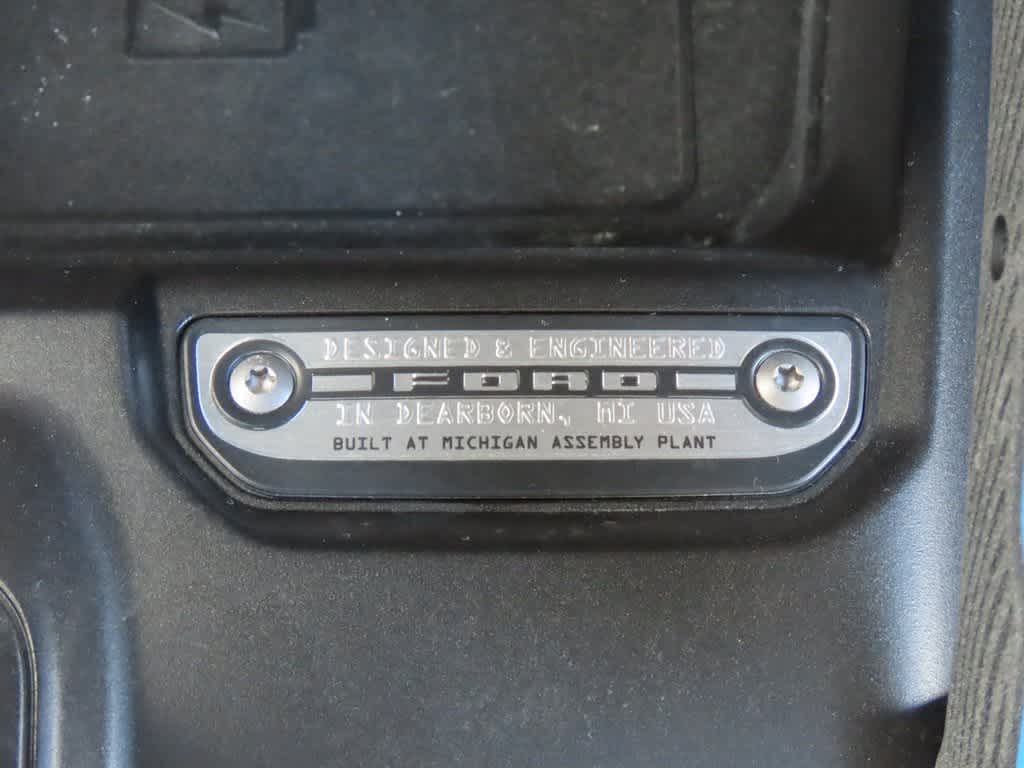 DESIGNED & ENGINEERED
FORD
IN DEARBORN, MI USA
BUILT AT MICHIGAN ASSEMBLY PLANT